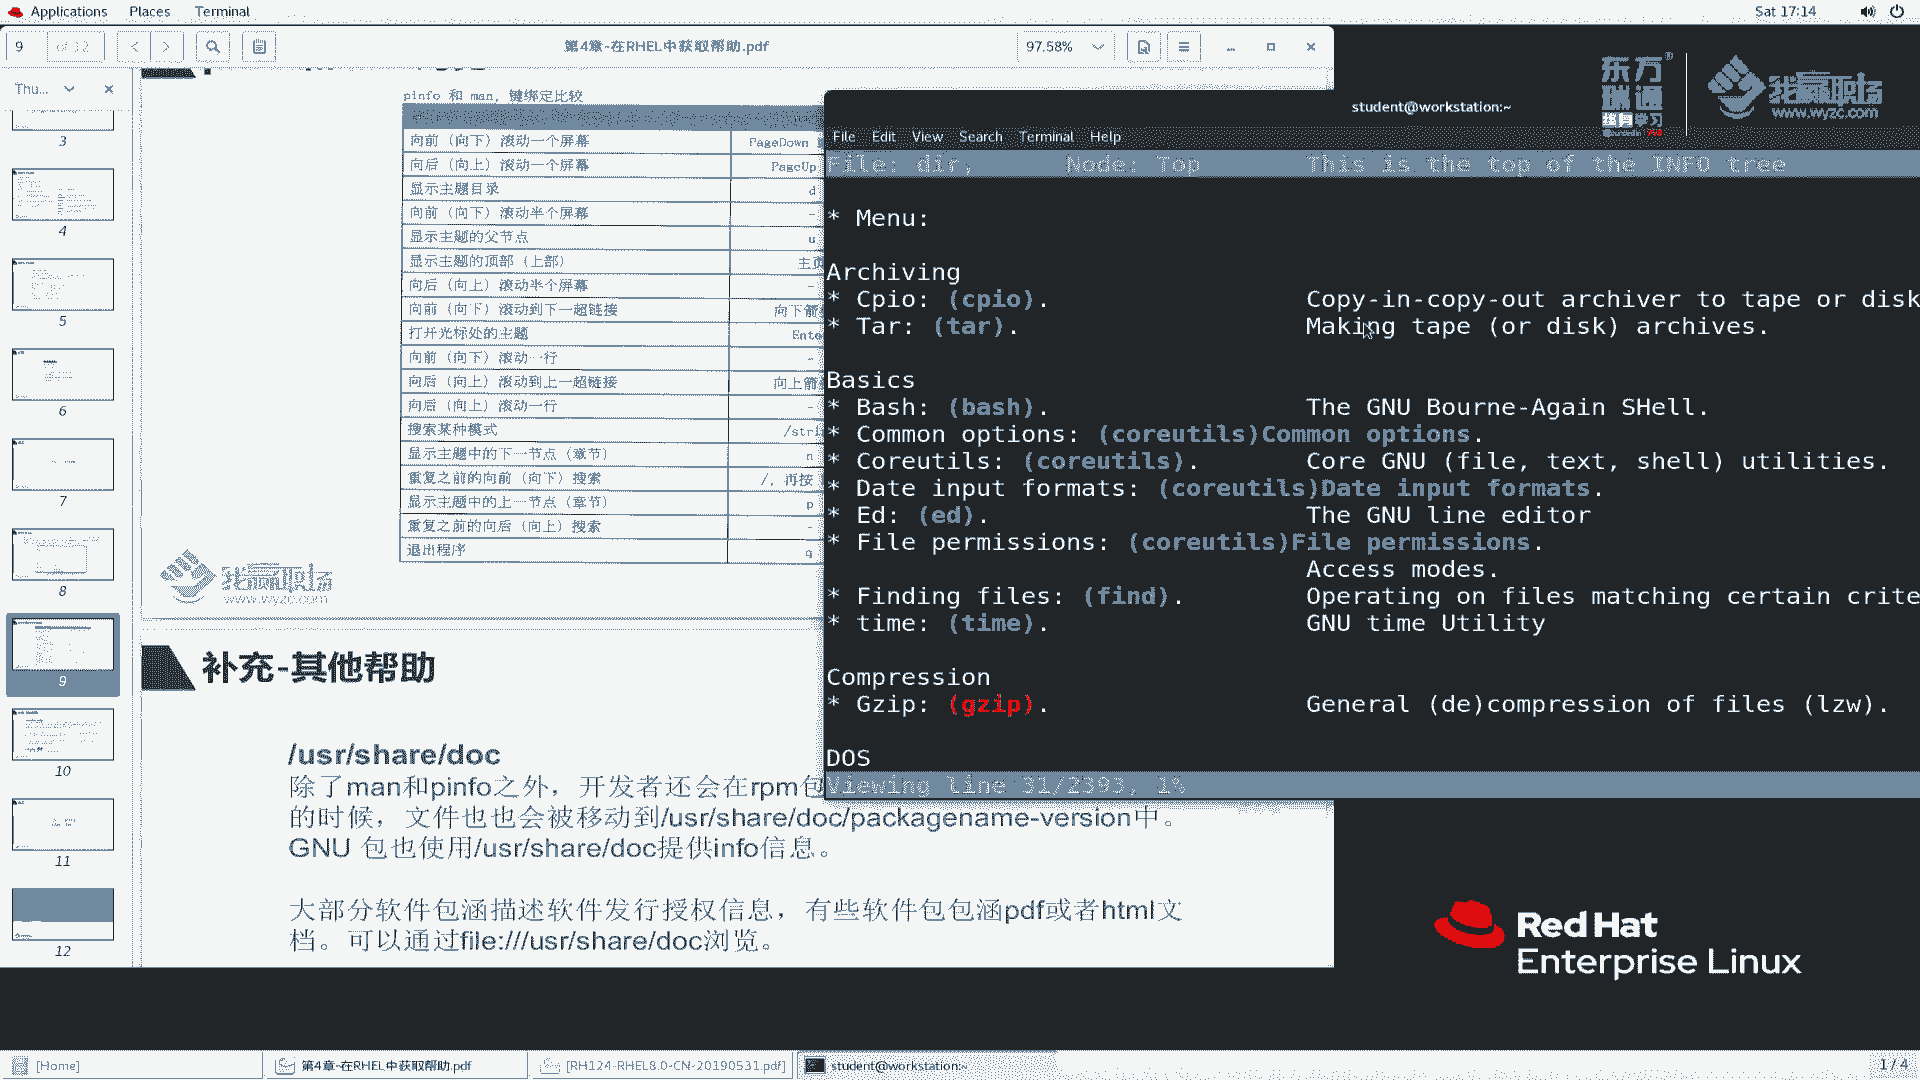 Applications Places Terminal
Sat 17:14
9 of 12
第4章-在RHEL中获取帮助.pdf
97.58%
Thu...
3
4
5
6
7
8
9
10
11
12
pinfo 和 man, 键绑定比较
向前（向下）滚动一个屏幕 PageDown
向后（向上）滚动一个屏幕 PageUp
显示主题目录 d
向前（向下）滚动半个屏幕 -
显示主题的父节点 u
显示主题的顶部（上部） 主页
向后（向上）滚动半个屏幕 -
向前（向下）滚动到下一超链接 向下箭
打开光标处的主题 Ente
向前（向下）滚动一行 -
向后（向上）滚动到上一超链接 向上箭
向后（向上）滚动一行 -
搜索某种模式 /stri
显示主题中的下一节点（章节） n
重复之前的向前（向下）搜索 /, 再按
显示主题中的上一节点（章节） p
重复之前的向后（向上）搜索 -
退出程序 q
我赢职场
www.wyzc.com
补充-其他帮助
/usr/share/doc
除了man和pinfo之外，开发者还会在rpm包
的时候，文件也也会被移动到/usr/share/doc/packagename-version中。
GNU 包也使用/usr/share/doc提供info信息。
大部分软件包涵描述软件发行授权信息，有些软件包包涵pdf或者html文
档。可以通过file:///usr/share/doc浏览。
student@workstation:~
File Edit View Search Terminal Help
File: dir, Node: Top This is the top of the INFO tree
* Menu:
Archiving
* Cpio: (cpio). Copy-in-copy-out archiver to tape or disk
* Tar: (tar). Making tape (or disk) archives.
Basics
* Bash: (bash). The GNU Bourne-Again SHell.
* Common options: (coreutils)Common options.
* Coreutils: (coreutils). Core GNU (file, text, shell) utilities.
* Date input formats: (coreutils)Date input formats.
* Ed: (ed). The GNU line editor
* File permissions: (coreutils)File permissions.
Access modes.
* Finding files: (find). Operating on files matching certain crite
* time: (time). GNU time Utility
Compression
* Gzip: (gzip). General (de)compression of files (lzw).
DOS
Viewing line 31/2393, 1%
东方
瑞通
终身学习
我赢职场
www.wyzc.com
Red Hat
Enterprise Linux
[Home]
第4章-在RHEL中获取帮助.pdf
[RH124-RHEL8.0-CN-20190531.pdf]
student@workstation:~
1 / 4